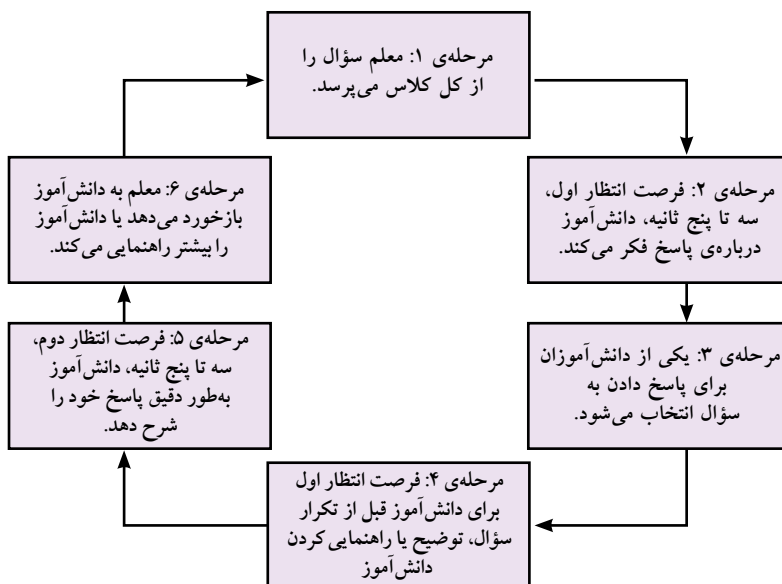 مرحله‌ی ۱: معلم سؤال را
از کل کلاس می‌پرسد.
مرحله‌ی ۲: فرصت انتظار اول،
سه تا پنج ثانیه، دانش‌آموز
درباره‌ی پاسخ فکر می‌کند.
مرحله‌ی ۳: یکی از دانش‌آموزان
برای پاسخ دادن به
سؤال انتخاب می‌شود.
مرحله‌ی ۴: فرصت انتظار اول
برای دانش‌آموز قبل از تکرار
سؤال، توضیح یا راهنمایی کردن
دانش‌آموز
مرحله‌ی ۵: فرصت انتظار دوم،
سه تا پنج ثانیه، دانش‌آموز
به‌طور دقیق پاسخ خود را
شرح دهد.
مرحله‌ی ۶: معلم به دانش‌آموز
بازخورد می‌دهد یا دانش‌آموز
را بیشتر راهنمایی می‌کند.